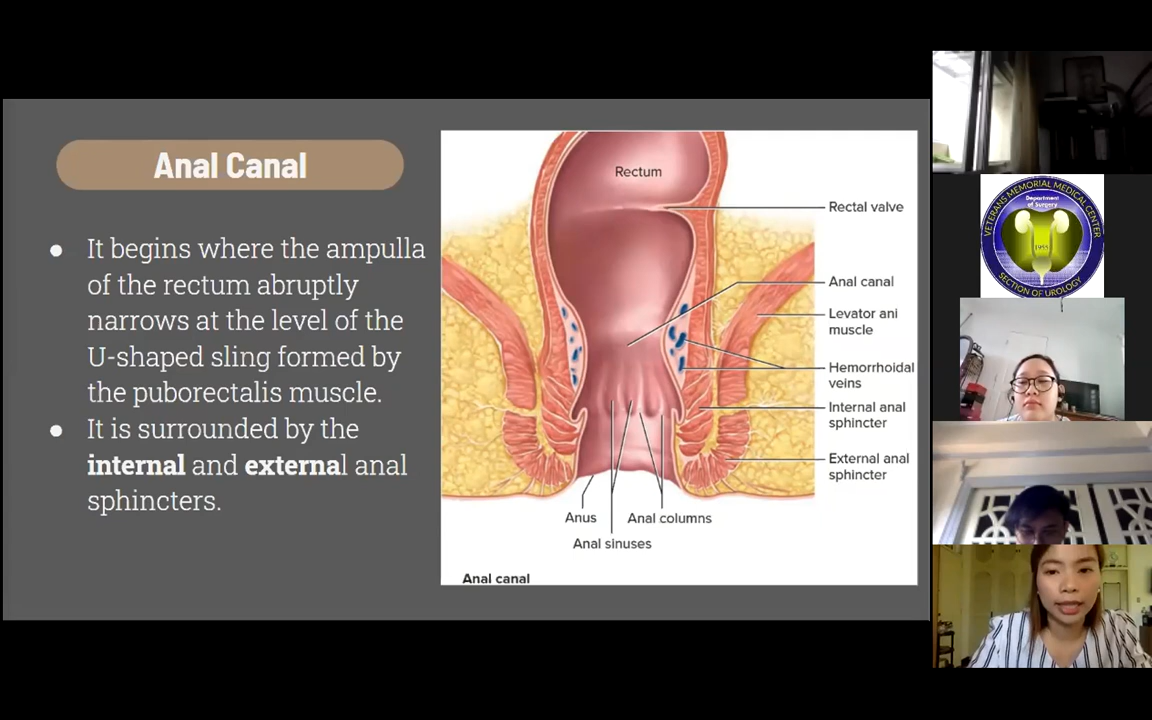 Anal Canal
● It begins where the ampulla
of the rectum abruptly
narrows at the level of the
U-shaped sling formed by
the puborectalis muscle.
● It is surrounded by the
internal and external anal
sphincters.
Rectum
Rectal valve
Anal canal
Levator ani
muscle
Hemorrhoidal
veins
Internal anal
sphincter
External anal
sphincter
Anus
Anal columns
Anal sinuses
Anal canal
VETERANS MEMORIAL MEDICAL CENTER
Department
of Surgery
1955
SECTION OF UROLOGY